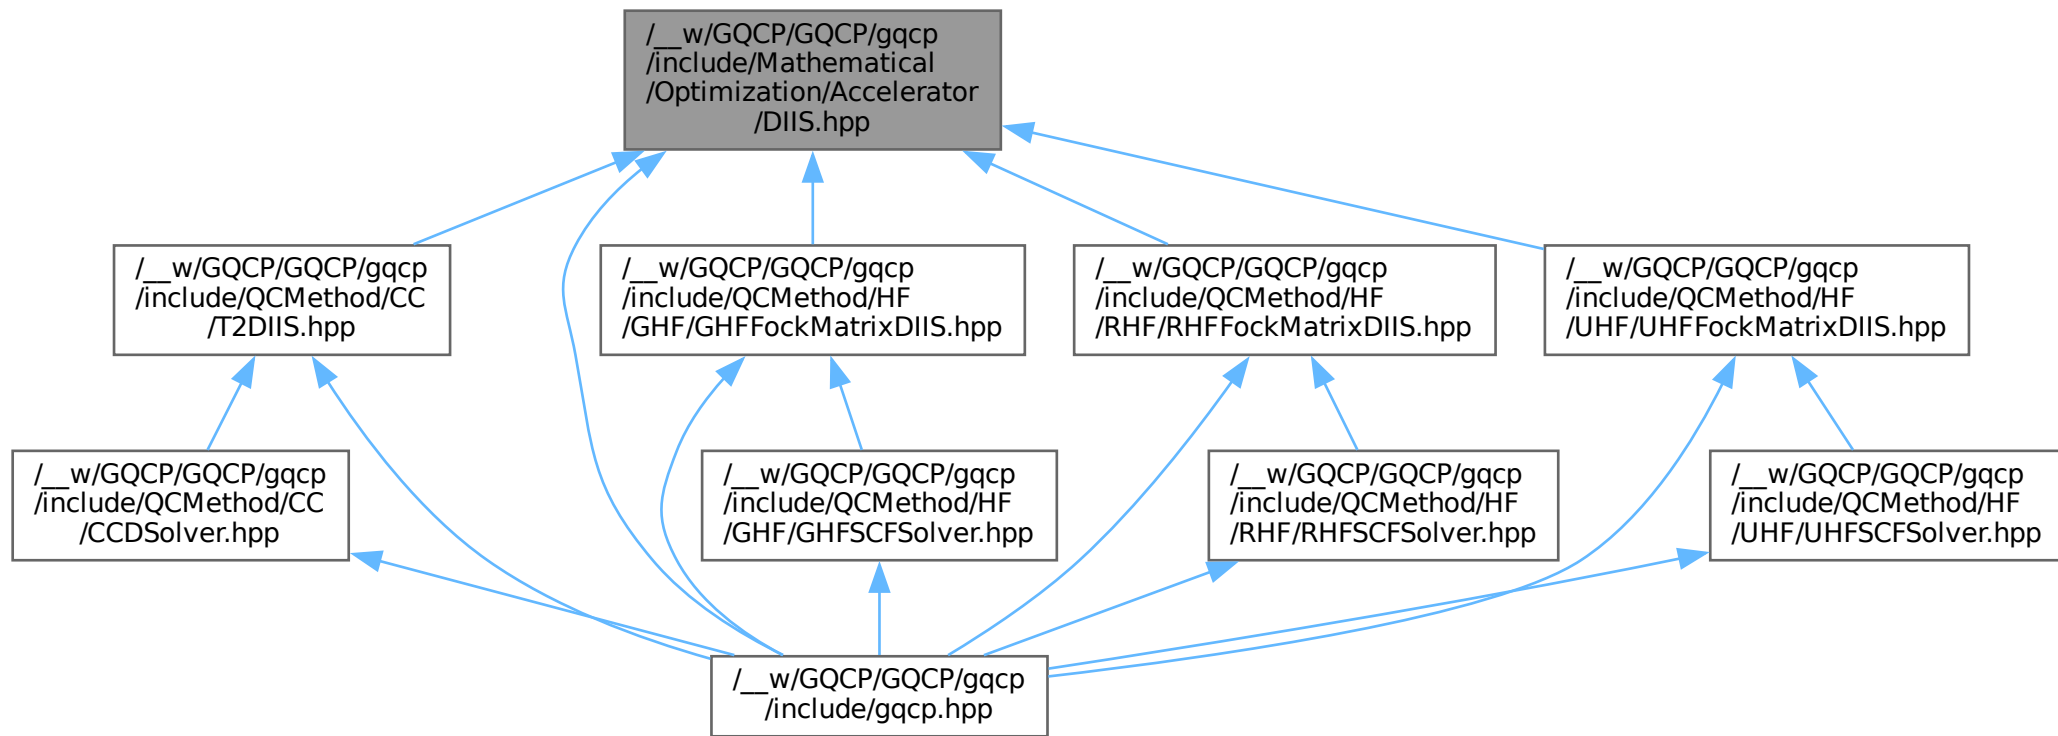 /__w/GQCP/GQCP/gqcp
/include/Mathematical
/Optimization/Accelerator
/DIIS.hpp
/__w/GQCP/GQCP/gqcp
/include/QCMethod/CC
/T2DIIS.hpp
/__w/GQCP/GQCP/gqcp
/include/QCMethod/HF
/GHF/GHFFockMatrixDIIS.hpp
/__w/GQCP/GQCP/gqcp
/include/QCMethod/HF
/RHF/RHFFockMatrixDIIS.hpp
/__w/GQCP/GQCP/gqcp
/include/QCMethod/HF
/UHF/UHFFockMatrixDIIS.hpp
/__w/GQCP/GQCP/gqcp
/include/QCMethod/CC
/CCDSolver.hpp
/__w/GQCP/GQCP/gqcp
/include/QCMethod/HF
/GHF/GHFSCFSolver.hpp
/__w/GQCP/GQCP/gqcp
/include/QCMethod/HF
/RHF/RHFSCFSolver.hpp
/__w/GQCP/GQCP/gqcp
/include/QCMethod/HF
/UHF/UHFSCFSolver.hpp
/__w/GQCP/GQCP/gqcp
/include/gqcp.hpp